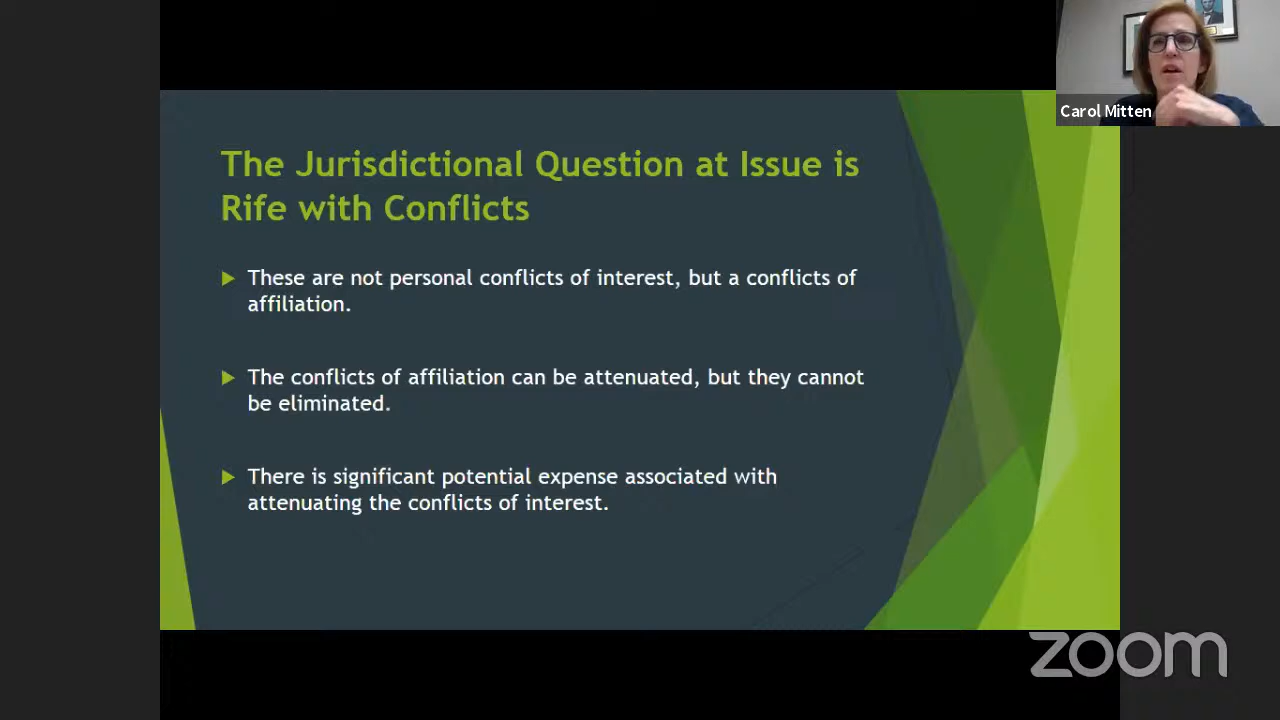 Carol Mitten
The Jurisdictional Question at Issue is
Rife with Conflicts
These are not personal conflicts of interest, but a conflicts of
affiliation.
The conflicts of affiliation can be attenuated, but they cannot
be eliminated.
There is significant potential expense associated with
attenuating the conflicts of interest.
zoom